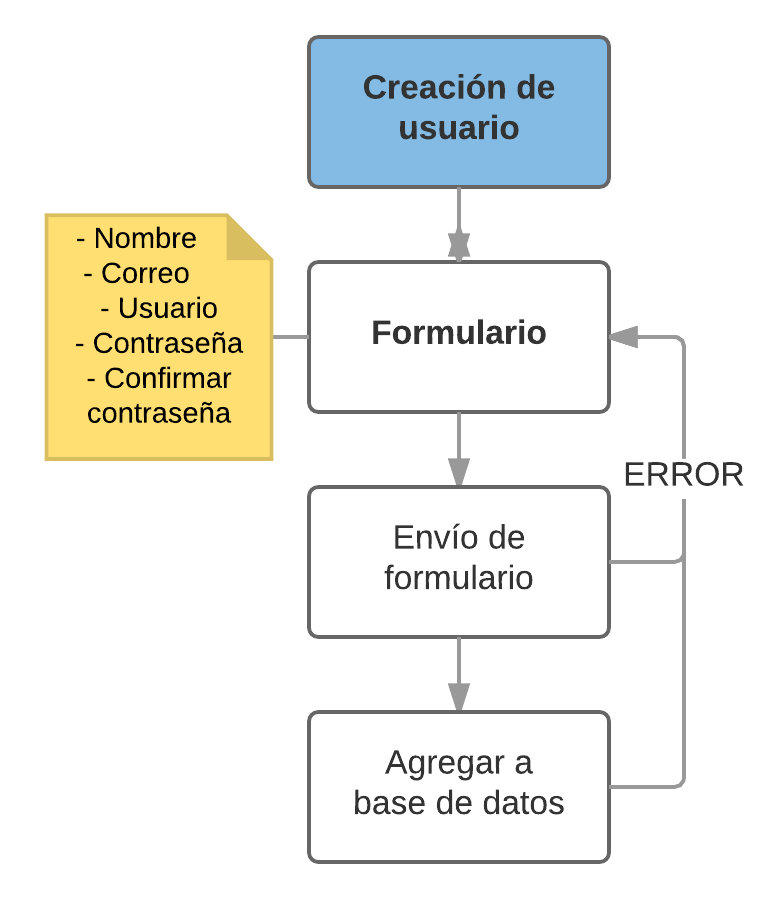 Creación de
usuario
- Nombre
- Correo
- Usuario
- Contraseña
- Confirmar
contraseña
Formulario
ERROR
Envío de
formulario
Agregar a
base de datos